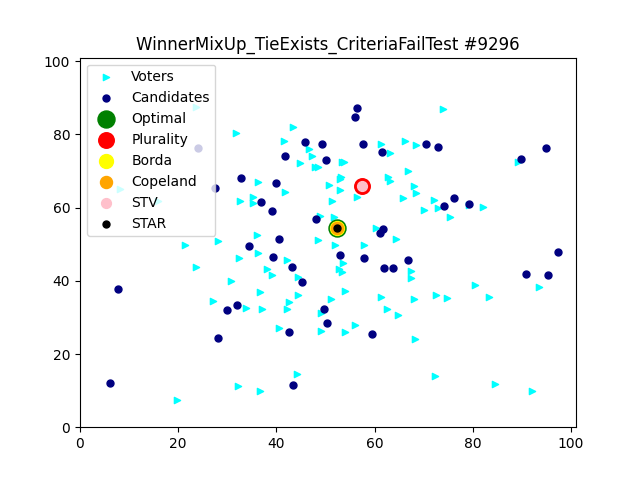 WinnerMixUp_TieExists_CriteriaFailTest #9296
100
80
60
40
20
0
Voters
Candidates
Optimal
Plurality
Borda
Copeland
STV
STAR
0 20 40 60 80 100